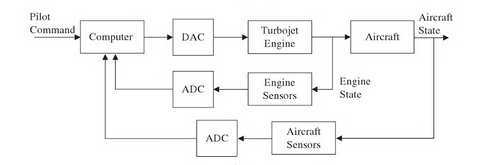 Pilot
Command
Computer
DAC
Turbojet
Engine
Aircraft
Aircraft
State
ADC
Engine
Sensors
Engine
State
ADC
Aircraft
Sensors